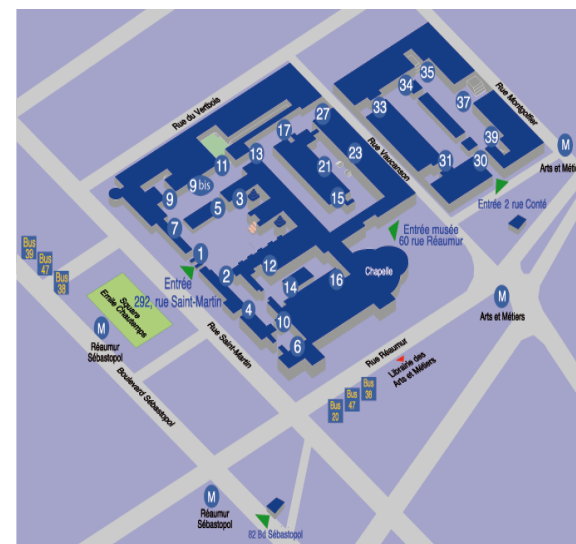 Rue du Vertbois
Rue Montgolfier
35
34
37
33
27
17
Rue Vaucanson
39
M
Arts et Métiers
13
11
23
21
31
30
9 bis
9
3
15
Entrée 2 rue Conté
5
7
Entrée musée
60 rue Réaumur
1
Bus
39
Bus
47
Bus
38
Entrée
292, rue Saint-Martin
2
12
16
Chapelle
14
Square
Emile Chautemps
4
10
6
M
Arts et Métiers
M
Réaumur
Sébastopol
Rue Saint-Martin
Rue Réaumur
Librairie des
Arts et Métiers
Boulevard Sébastopol
Bus
38
Bus
47
Bus
20
M
Réaumur
Sébastopol
82 Bd Sébastopol